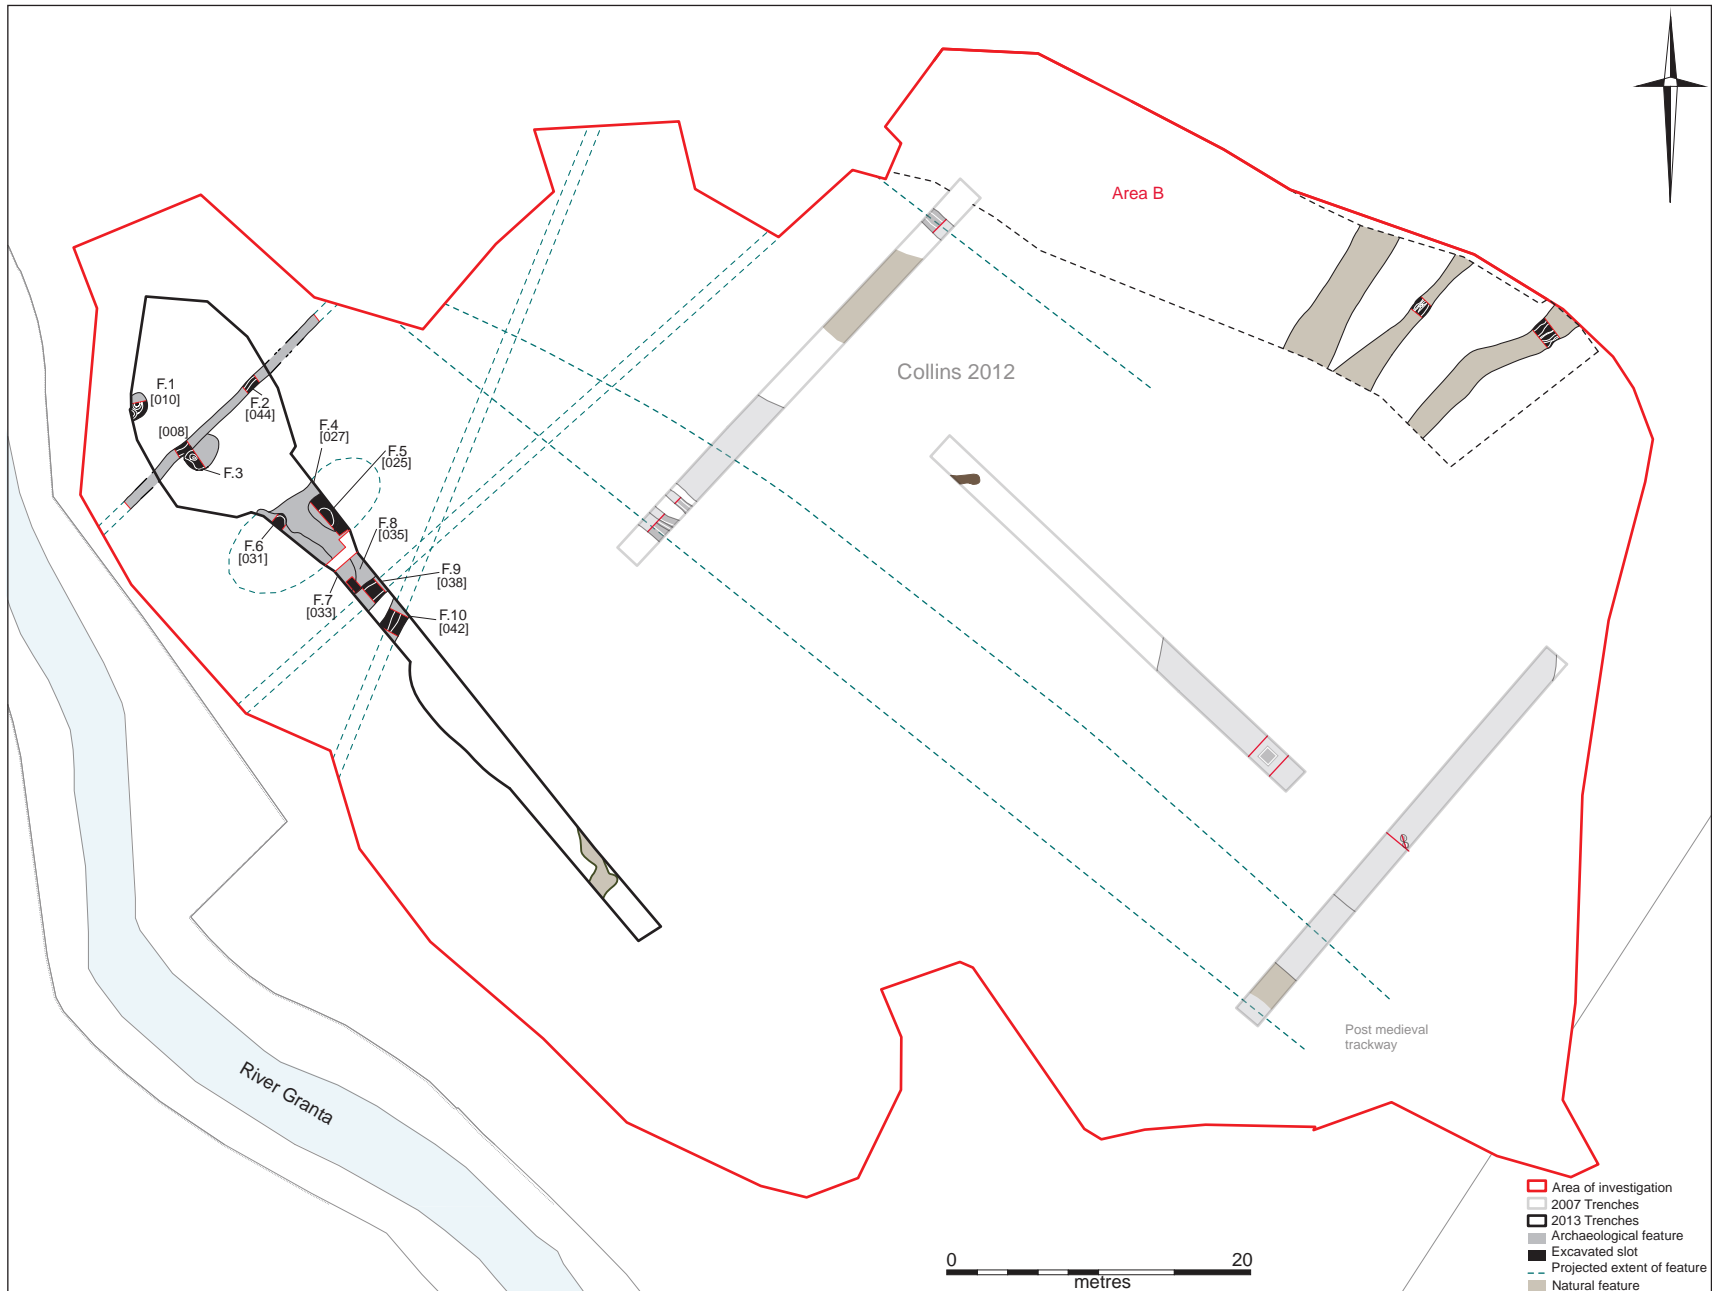 Area B
Collins 2012
F.1
[010]
F.2
[044]
[008]
F.3
F.4
[027]
F.5
[025]
F.6
[031]
F.8
[035]
F.9
[038]
F.7
[033]
F.10
[042]
Post medieval
trackway
River Granta
0 20
metres
Area of investigation
2007 Trenches
2013 Trenches
Archaeological feature
Excavated slot
Projected extent of feature
Natural feature